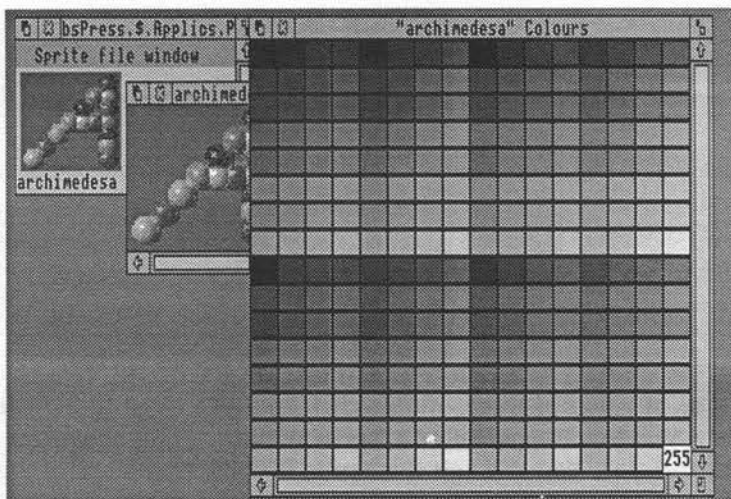 bsPress.$.Applics.P
"archimedesa" Colours
Sprite file window
archimed
archimedesa
255